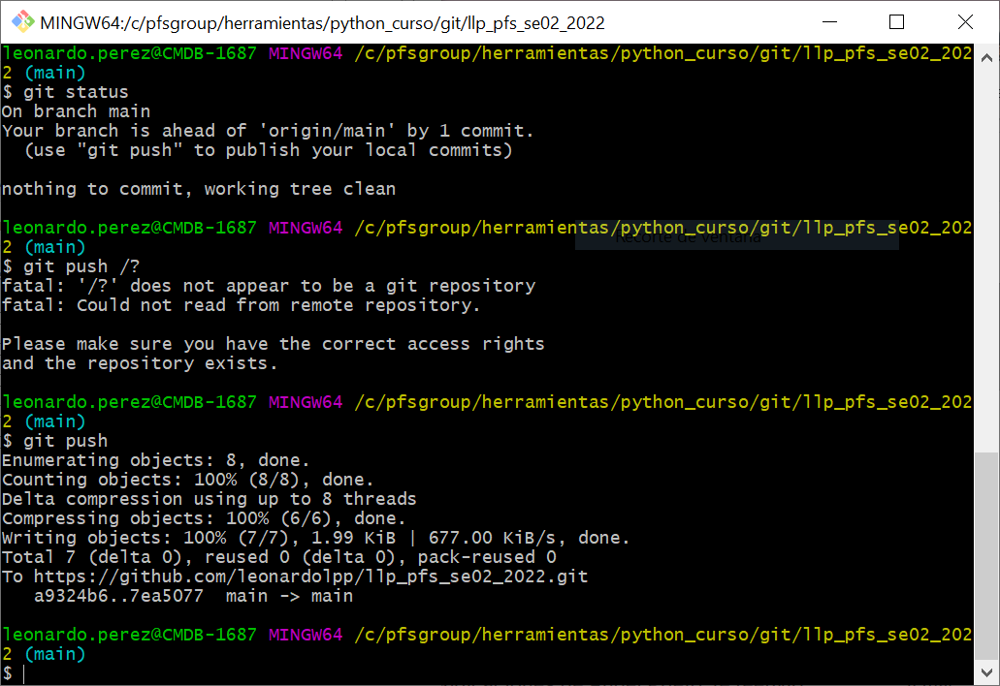 MINGW64:/c/pfsgroup/herramientas/python_curso/git/llp_pfs_se02_2022
leonardo.perez@CMDB-1687 MINGW64 /c/pfsgroup/herramientas/python_curso/git/llp_pfs_se02_202
2 (main)
$ git status
On branch main
Your branch is ahead of 'origin/main' by 1 commit.
  (use "git push" to publish your local commits)

nothing to commit, working tree clean

leonardo.perez@CMDB-1687 MINGW64 /c/pfsgroup/herramientas/python_curso/git/llp_pfs_se02_202
Recorte de ventana
2 (main)
$ git push /?
fatal: '/?' does not appear to be a git repository
fatal: Could not read from remote repository.

Please make sure you have the correct access rights
and the repository exists.

leonardo.perez@CMDB-1687 MINGW64 /c/pfsgroup/herramientas/python_curso/git/llp_pfs_se02_202
2 (main)
$ git push
Enumerating objects: 8, done.
Counting objects: 100% (8/8), done.
Delta compression using up to 8 threads
Compressing objects: 100% (6/6), done.
Writing objects: 100% (7/7), 1.99 KiB | 677.00 KiB/s, done.
Total 7 (delta 0), reused 0 (delta 0), pack-reused 0
To https://github.com/leonardolpp/llp_pfs_se02_2022.git
   a9324b6..7ea5077  main -> main

leonardo.perez@CMDB-1687 MINGW64 /c/pfsgroup/herramientas/python_curso/git/llp_pfs_se02_202
2 (main)
$